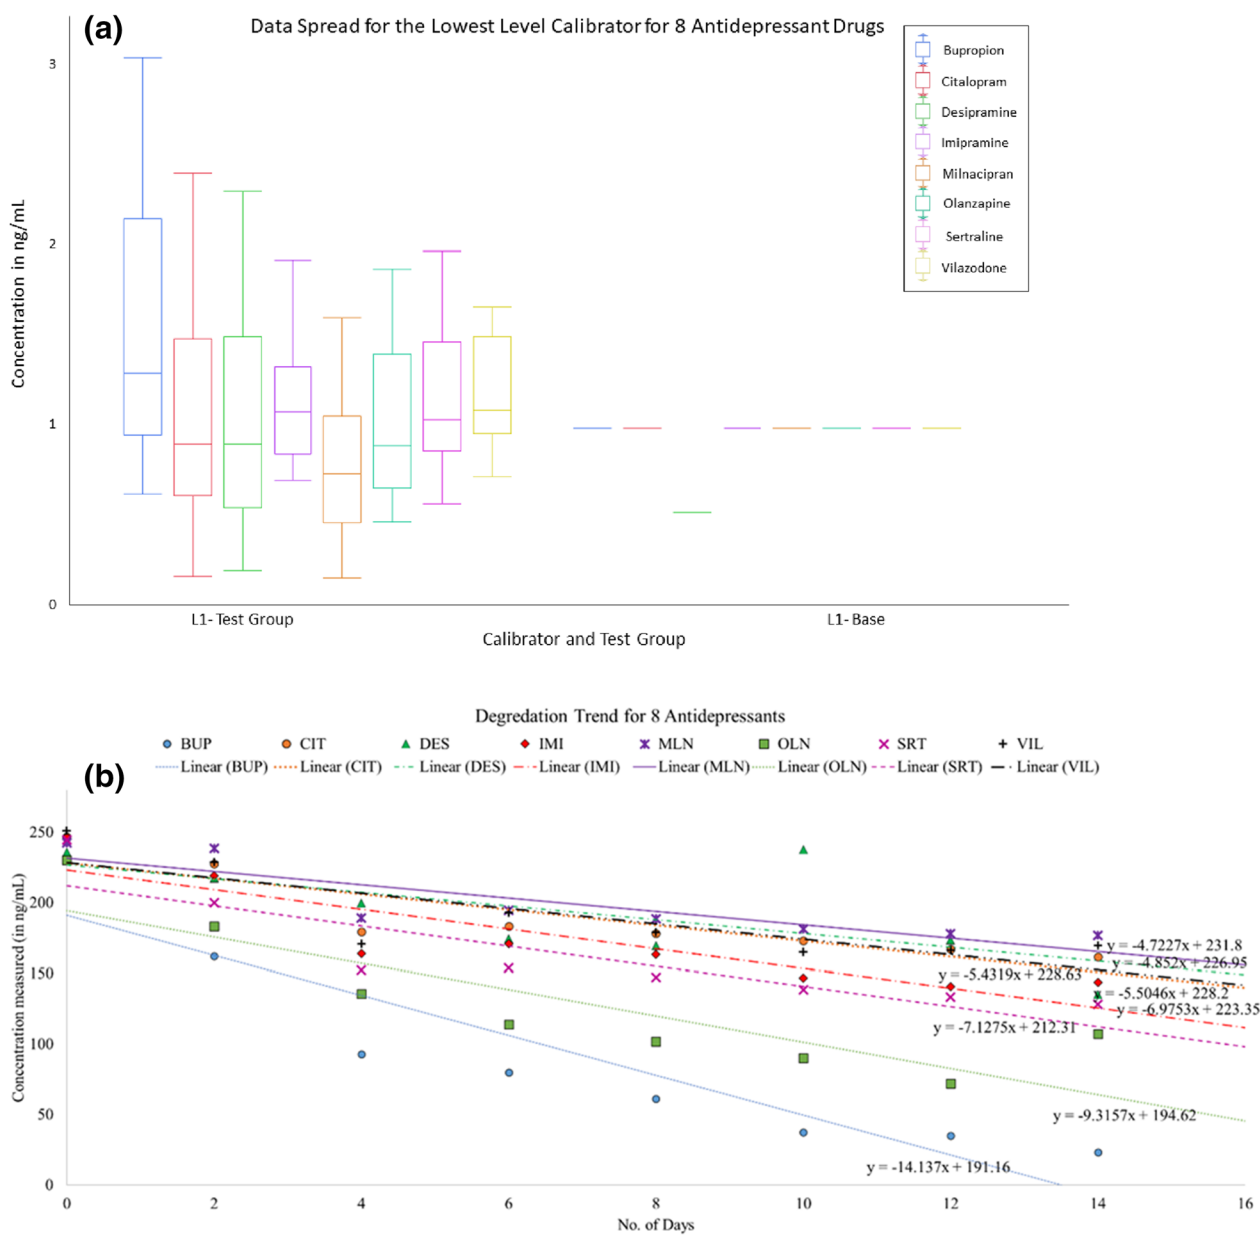 (a)
Data Spread for the Lowest Level Calibrator for 8 Antidepressant Drugs
Bupropion
Citalopram
Desipramine
Imipramine
Milnacipran
Olanzapine
Sertraline
Vilazodone
Concentration in ng/mL
3
2
1
0
L1- Test Group
L1- Base
Calibrator and Test Group
Degredation Trend for 8 Antidepressants
BUP CIT DES IMI MLN OLN SRT VIL
Linear (BUP) Linear (CIT) Linear (DES) Linear (IMI) Linear (MLN) Linear (OLN) Linear (SRT) Linear (VIL)
(b)
Concentration measured (in ng/mL)
250
200
150
100
50
0
y = -4.7227x + 231.8
y = -4.852x + 226.95
y = -5.4319x + 228.63
y = -5.5046x + 228.2
y = -6.9753x + 223.35
y = -7.1275x + 212.31
y = -9.3157x + 194.62
y = -14.137x + 191.16
0 2 4 6 8 10 12 14 16
No. of Days